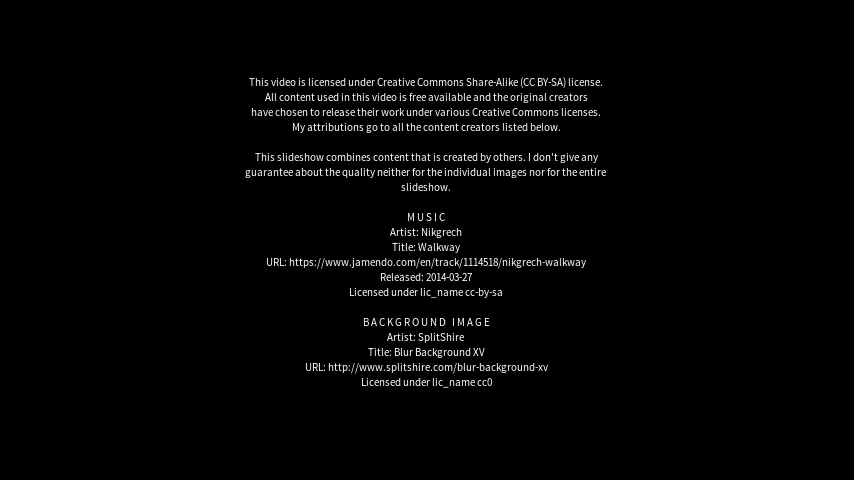 This video is licensed under Creative Commons Share-Alike (CC BY-SA) license.
All content used in this video is free available and the original creators
have chosen to release their work under various Creative Commons licenses.
My attributions go to all the content creators listed below.
This slideshow combines content that is created by others. I don't give any
guarantee about the quality neither for the individual images nor for the entire
slideshow.
MUSIC
Artist: Nikgrech
Title: Walkway
URL: https://www.jamendo.com/en/track/1114518/nikgrech-walkway
Released: 2014-03-27
Licensed under lic_name cc-by-sa
BACKGROUND IMAGE
Artist: SplitShire
Title: Blur Background XV
URL: http://www.splitshire.com/blur-background-xv
Licensed under lic_name cc0